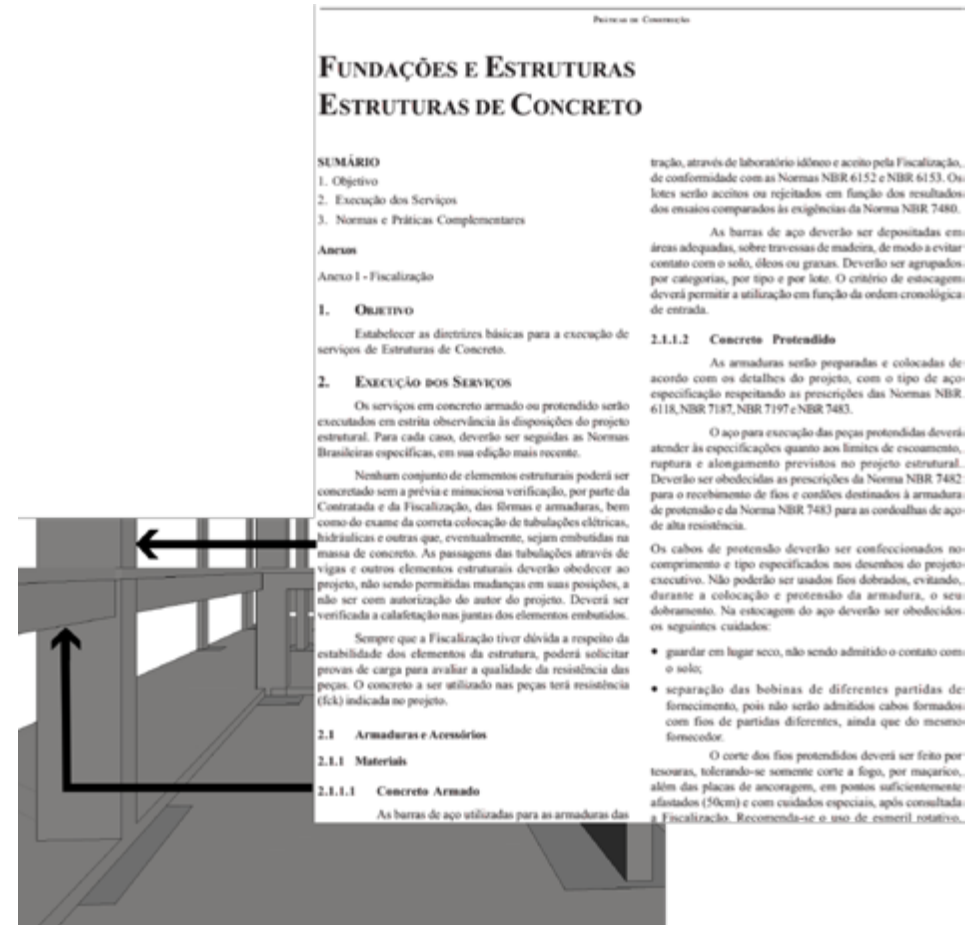 PRÁTICAS DE CONSTRUÇÃO
FUNDAÇÕES E ESTRUTURAS
ESTRUTURAS DE CONCRETO
SUMÁRIO
1. Objetivo
2. Execução dos Serviços
3. Normas e Práticas Complementares
Anexos
Anexo 1 - Fiscalização
1. OBJETIVO
Estabelecer as diretrizes básicas para a execução de
serviços de Estruturas de Concreto.
2. EXECUÇÃO DOS SERVIÇOS
Os serviços em concreto armado ou protendido serão
executados em estrita observância às disposições do projeto
estrutural. Para cada caso, deverão ser seguidas as Normas
Brasileiras específicas, em sua edição mais recente.
Nenhum conjunto de elementos estruturais poderá ser
concretado sem a prévia e minuciosa verificação, por parte da
Contratada e da Fiscalização, das fôrmas e armaduras, bem
como do exame da correta colocação de tubulações elétricas,
hidráulicas e outras que, eventualmente, sejam embutidas na
massa de concreto. As passagens das tubulações através de
vigas e outros elementos estruturais deverão obedecer ao
projeto, não sendo permitidas mudanças em suas posições, a
não ser com autorização do autor do projeto. Deverá ser
verificada a calafetação nas juntas dos elementos embutidos.
Sempre que a Fiscalização tiver dúvida a respeito da
estabilidade dos elementos da estrutura, poderá solicitar
provas de carga para avaliar a qualidade da resistência das
peças. O concreto a ser utilizado nas peças terá resistência
(fck) indicada no projeto.
2.1 Armaduras e Acessórios
2.1.1 Materiais
2.1.1.1 Concreto Armado
As barras de aço utilizadas para as armaduras das
tração, através de laboratório idôneo e aceito pela Fiscalização,
de conformidade com as Normas NBR 6152 e NBR 6153. Os
lotes serão aceitos ou rejeitados em função dos resultados
dos ensaios comparados às exigências da Norma NBR 7480.
As barras de aço deverão ser depositadas em
áreas adequadas, sobre travessas de madeira, de modo a evitar
contato com o solo, óleos ou graxas. Deverão ser agrupados
por categorias, por tipo e por lote. O critério de estocagem
deverá permitir a utilização em função da ordem cronológica
de entrada.
2.1.1.2 Concreto Protendido
As armaduras serão preparadas e colocadas de
acordo com os detalhes do projeto, com o tipo de aço
especificação respeitando as prescrições das Normas NBR
6118, NBR 7187, NBR 7197 e NBR 7483.
O aço para execução das peças protendidas deverá
atender às especificações quanto aos limites de escoamento,
ruptura e alongamento previstos no projeto estrutural.
Deverão ser obedecidas as prescrições da Norma NBR 7482
para o recebimento de fios e cordões destinados à armadura
de protensão e da Norma NBR 7483 para as cordoalhas de aço
de alta resistência.
Os cabos de protensão deverão ser confeccionados no
comprimento e tipo especificados nos desenhos do projeto
executivo. Não poderão ser usados fios dobrados, evitando,
durante a colocação e protensão da armadura, o seu
dobramento. Na estocagem do aço deverão ser obedecidos
os seguintes cuidados:
• guardar em lugar seco, não sendo admitido o contato com
o solo;
• separação das bobinas de diferentes partidas de
fornecimento, pois não serão admitidos cabos formados
com fios de partidas diferentes, ainda que do mesmo
fornecedor.
O corte dos fios protendidos deverá ser feito por
tesouras, tolerando-se somente corte a fogo, por maçarico,
além das placas de ancoragem, em pontos suficientemente
afastados (50cm) e com cuidados especiais, após consultada
a Fiscalização. Recomenda-se o uso de esmeril rotativo,